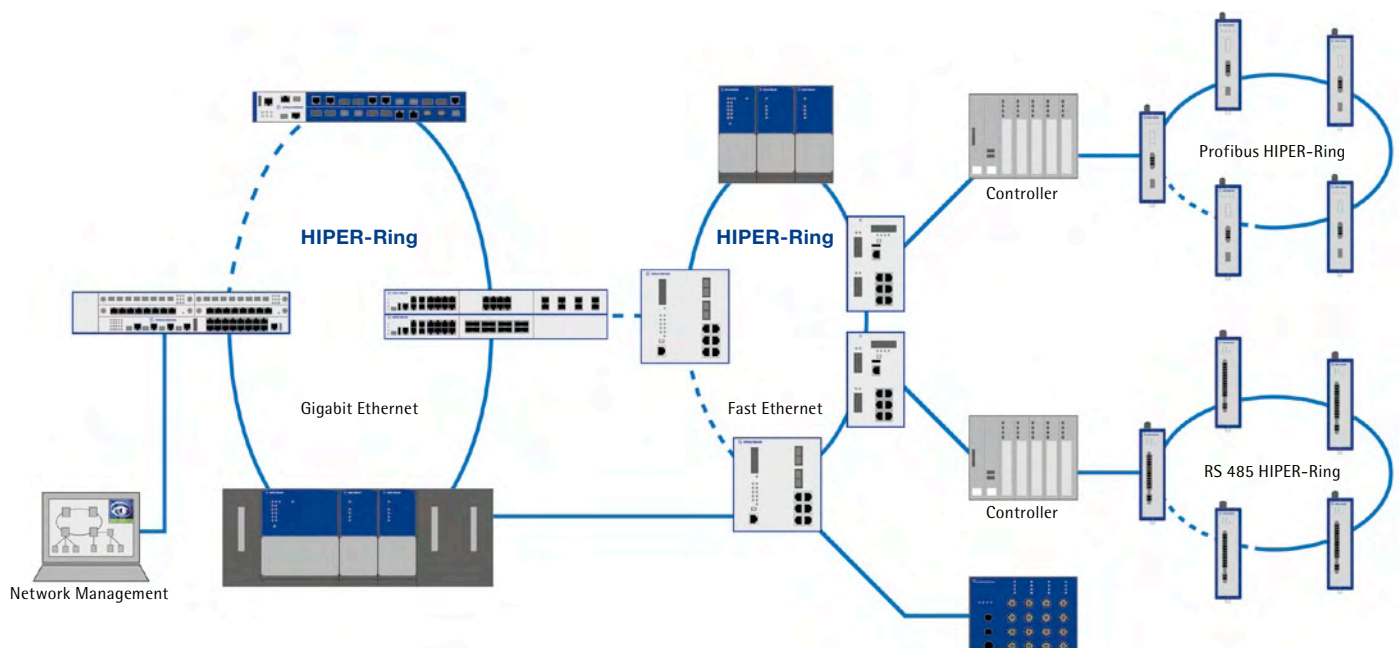 HIPER-Ring
Gigabit Ethernet
Network Management
HIPER-Ring
Fast Ethernet
Controller
Profibus HIPER-Ring
Controller
RS 485 HIPER-Ring